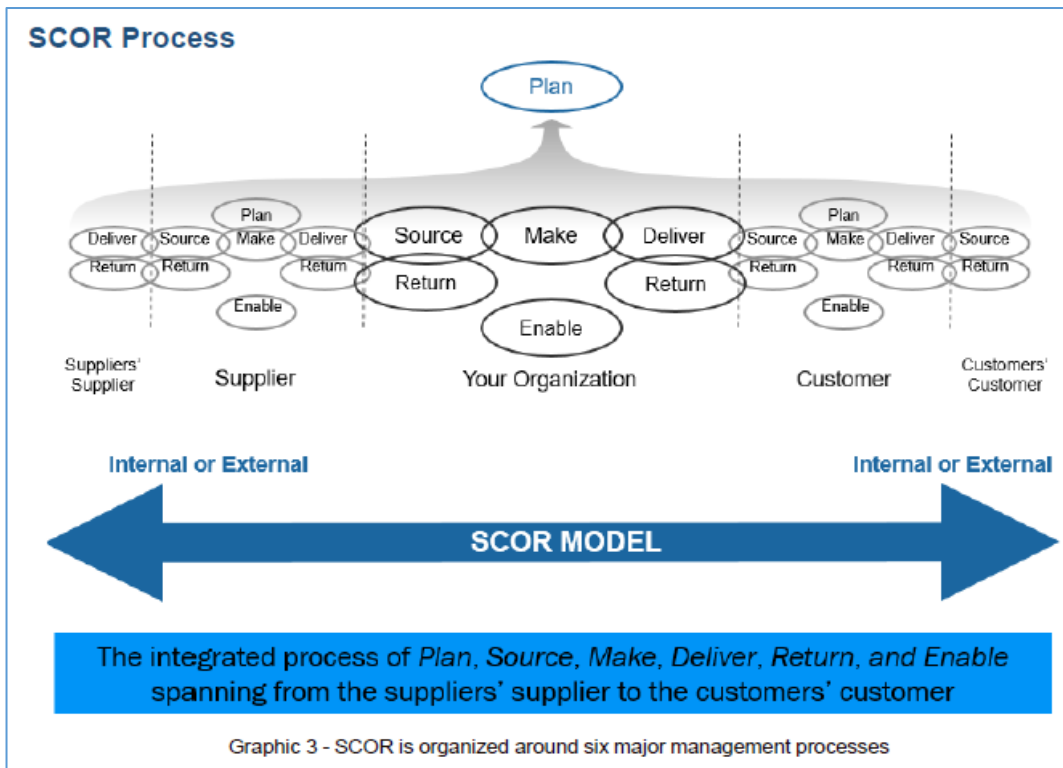 SCOR Process
Plan
Plan
Plan
Deliver Source Make Deliver Source Make Deliver Source Make Deliver Source
Return Return Return Return Return Return Return Return
Enable Enable Enable
Suppliers'
Supplier
Supplier
Your Organization
Customer
Customers'
Customer
Internal or External
Internal or External
SCOR MODEL
The integrated process of Plan, Source, Make, Deliver, Return, and Enable
spanning from the suppliers' supplier to the customers' customer
Graphic 3 - SCOR is organized around six major management processes